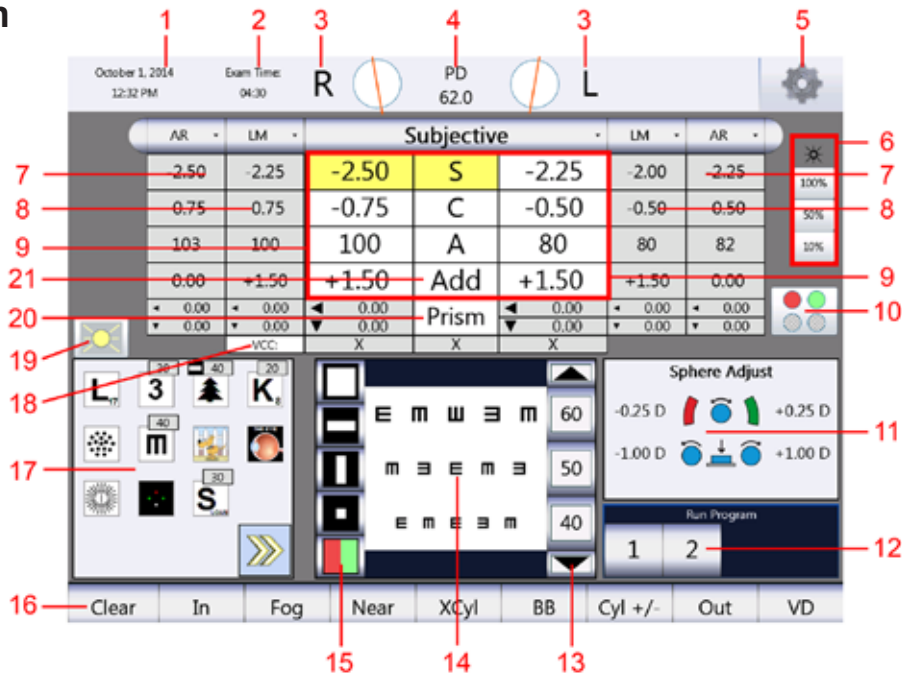 n
1 2 3 4 3 5
October 1, 2014 Exam Time: R PD L
12:32 PM 04:30 62.0
AR LM Subjective LM AR
6
7 -2.50 -2.25 -2.50 S -2.25 -2.00 -2.25 7
100%
8 0.75 0.75 -0.75 C -0.50 -0.50 0.50 8
50%
9 103 100 100 A 80 80 82 10%
21 0.00 +1.50 +1.50 Add +1.50 +1.50 0.00 9
20 0.00 0.00 0.00 Prism 0.00 0.00 0.00 10
0.00 0.00 0.00 0.00 0.00 0.00
19
18 VCC: X X X
20 40 20
L 17 3 K 8
40
m
30
S
17
E m E m
60
50
40
14
Sphere Adjust
-0.25 D +0.25 D
11
-1.00 D +1.00 D
Run Program
1 2 12
16 Clear In Fog Near XCyl BB Cyl +/- Out VD
15 14 13